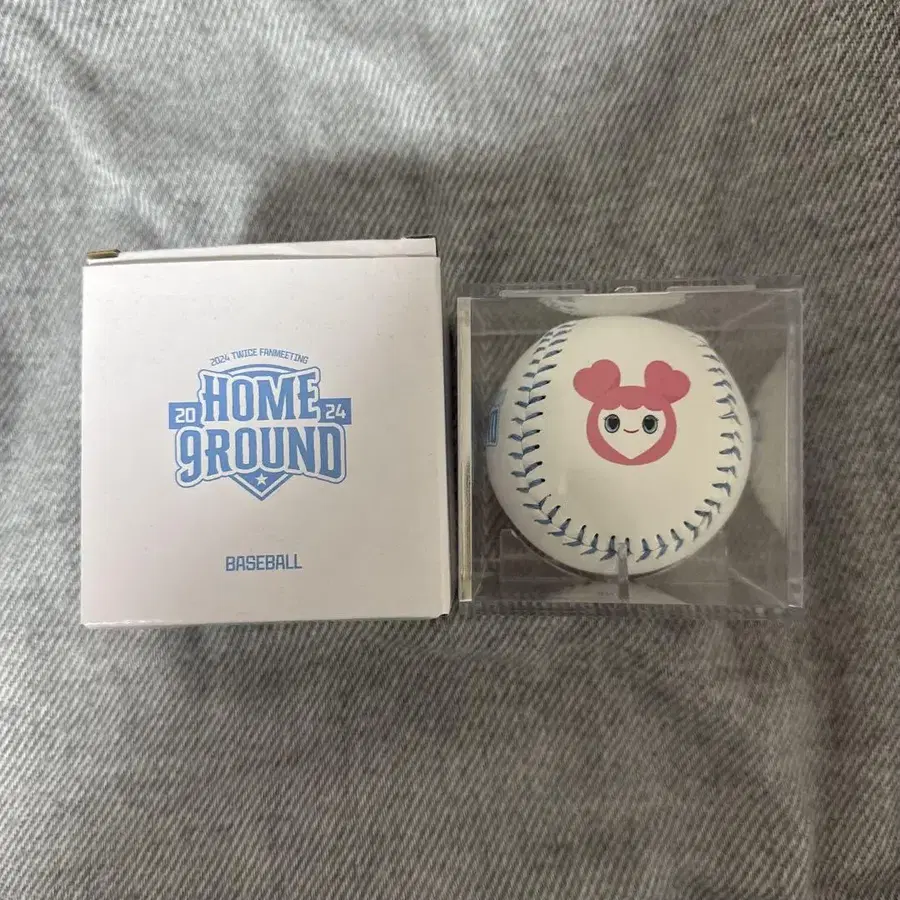 2024 TWICE FANMEETING
20 HOME 24
9ROUND
BASEBALL